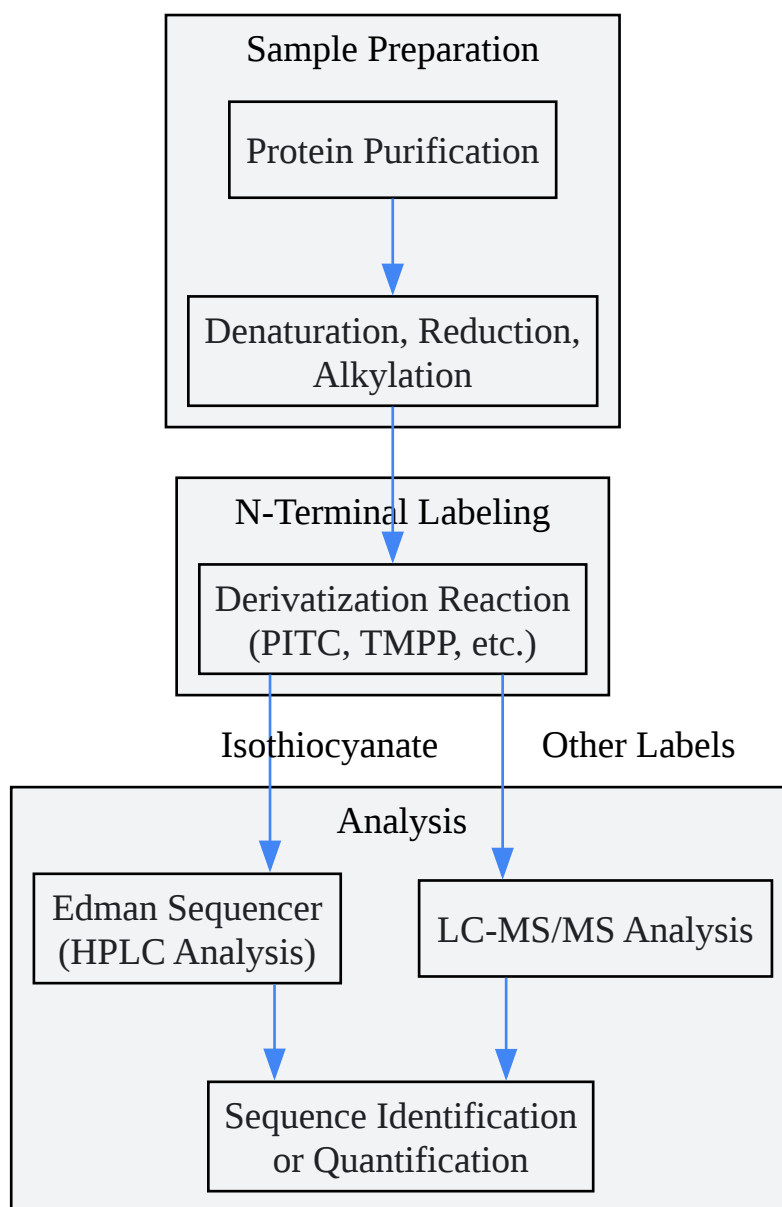 Sample Preparation
Protein Purification
Denaturation, Reduction,
Alkylation
N-Terminal Labeling
Derivatization Reaction
(PITC, TMPP, etc.)
Isothiocyanate
Other Labels
Analysis
Edman Sequencer
(HPLC Analysis)
LC-MS/MS Analysis
Sequence Identification
or Quantification